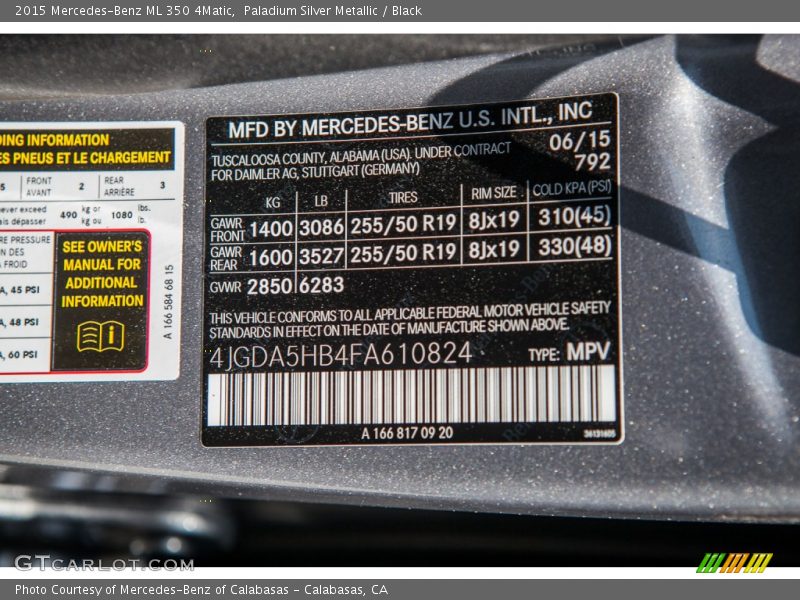 2015 Mercedes-Benz ML 350 4Matic, Paladium Silver Metallic / Black
DING INFORMATION
ES PNEUS ET LE CHARGEMENT
5 FRONT AVANT 2 REAR ARRIÈRE 3
never exceed
ais dépasser 490 kg or kg ou 1080 lbs. lb.
RE PRESSURE
N DES
FROID
A, 45 PSI
A, 48 PSI
A, 60 PSI
SEE OWNER'S
MANUAL FOR
ADDITIONAL
INFORMATION
A 166 584 68 15
MFD BY MERCEDES-BENZ U.S. INTL., INC
TUSCALOOSA COUNTY, ALABAMA (USA). UNDER CONTRACT
FOR DAIMLER AG, STUTTGART (GERMANY)
06/15
792
KG LB TIRES RIM SIZE COLD KPA (PSI)
GAWR FRONT 1400 3086 255/50 R19 8Jx19 310(45)
GAWR REAR 1600 3527 255/50 R19 8Jx19 330(48)
GVWR 2850 6283
THIS VEHICLE CONFORMS TO ALL APPLICABLE FEDERAL MOTOR VEHICLE SAFETY
STANDARDS IN EFFECT ON THE DATE OF MANUFACTURE SHOWN ABOVE.
4JGDA5HB4FA610824 TYPE: MPV
A 166 817 09 20
36131605
GTcarlot.com
Photo Courtesy of Mercedes-Benz of Calabasas - Calabasas, CA